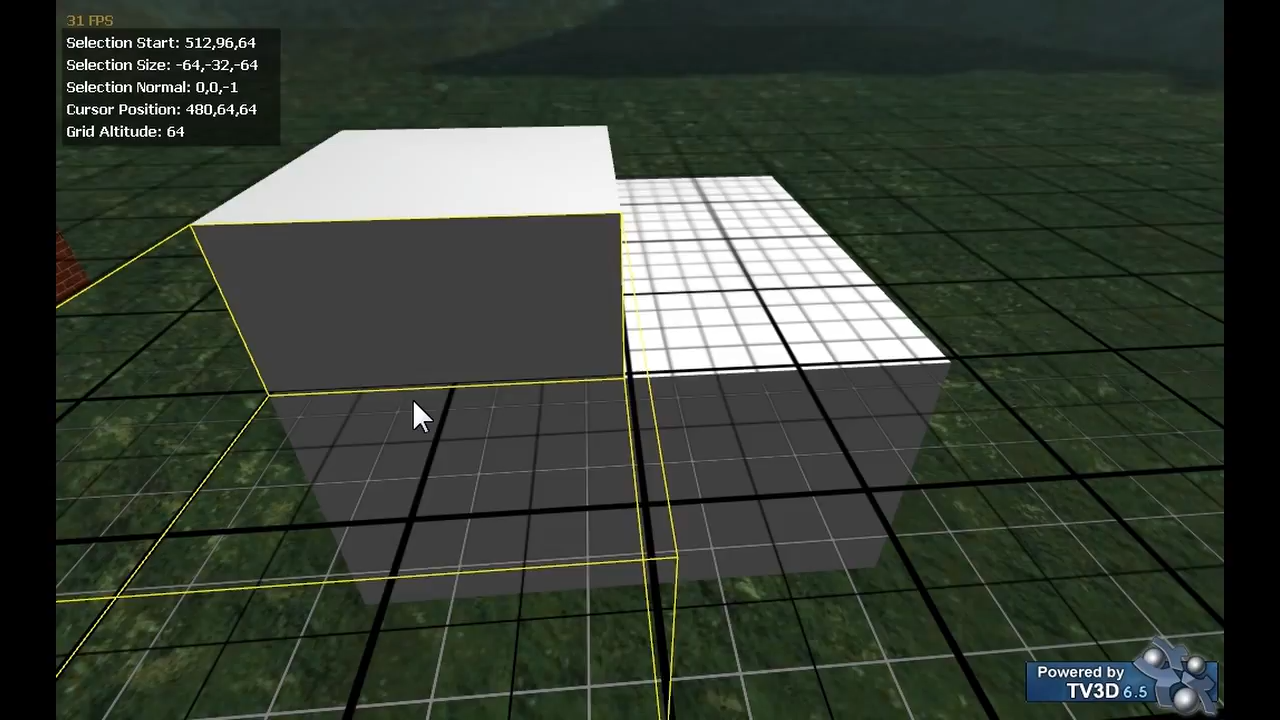 31 FPS
Selection Start: 512,96,64
Selection Size: -64,-32,-64
Selection Normal: 0,0,-1
Cursor Position: 480,64,64
Grid Altitude: 64
Powered by
TV3D 6.5